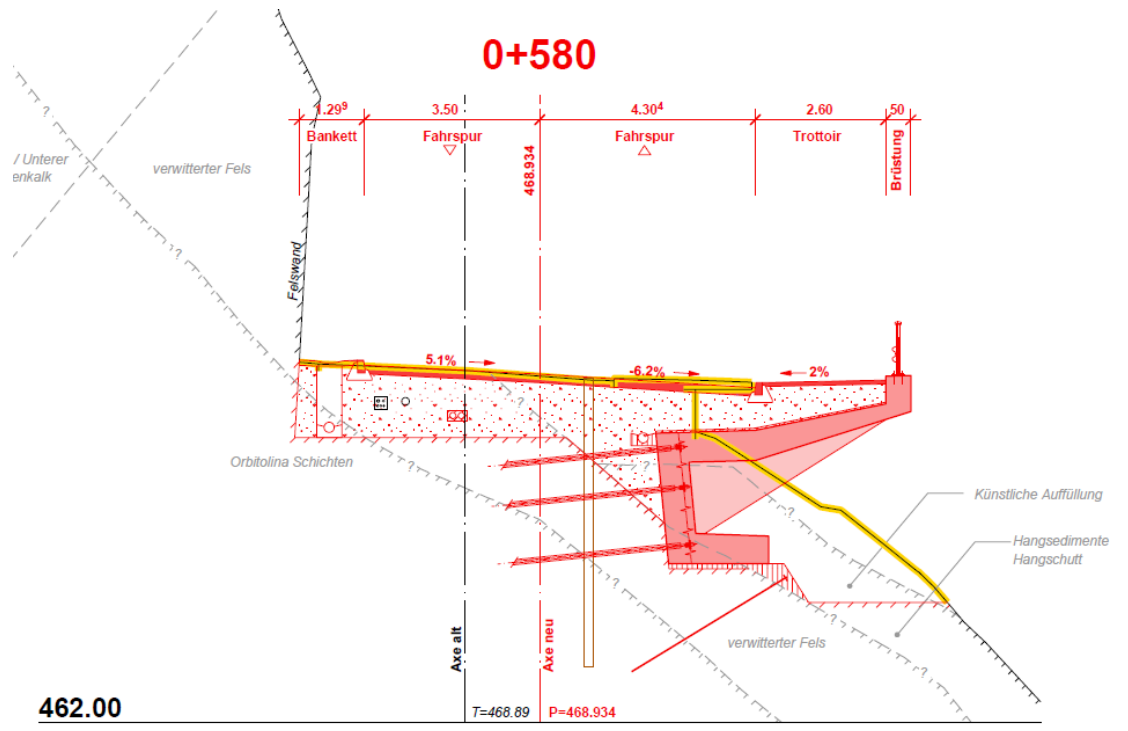 0+580
1.29⁹ 3.50 4.30⁴ 2.60 50
Bankett Fahrspur Fahrspur Trottoir Brüstung
468.934
/ Unterer
enkalk
verwitterter Fels
?
?
Felswand
5.1% -6.2% 2%
?
?
Orbitolina Schichten
?
?
?
?
Künstliche Auffüllung
Hangsedimente
Hangschutt
verwitterter Fels
?
?
Axe alt
Axe neu
462.00
T=468.89 P=468.934